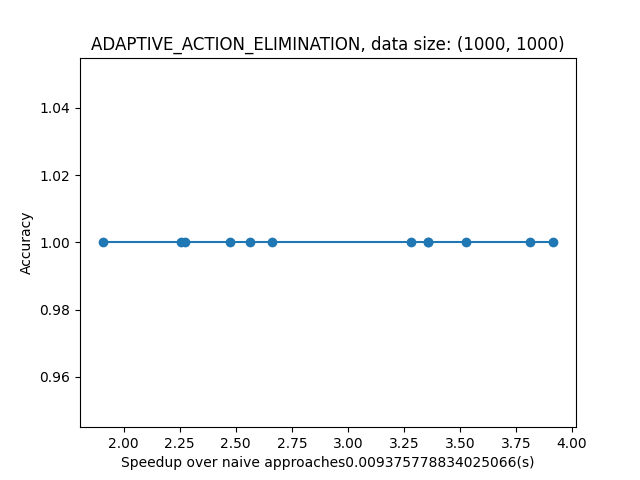 ADAPTIVE_ACTION_ELIMINATION, data size: (1000, 1000)
1.04
1.02
1.00
0.98
0.96
Accuracy
2.00 2.25 2.50 2.75 3.00 3.25 3.50 3.75 4.00
Speedup over naive approaches0.009375778834025066(s)